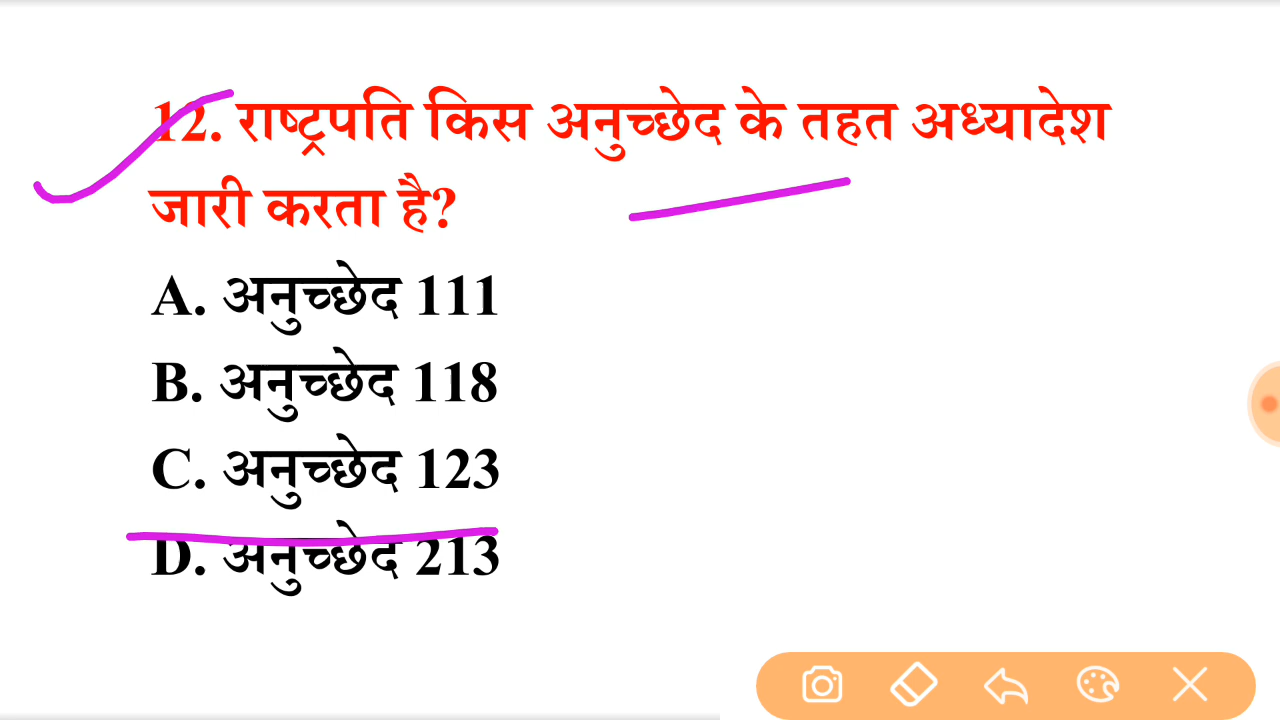 12. राष्ट्रपति किस अनुच्छेद के तहत अध्यादेश
जारी करता है?
A. अनुच्छेद 111
B. अनुच्छेद 118
C. अनुच्छेद 123
D. अनुच्छेद 213